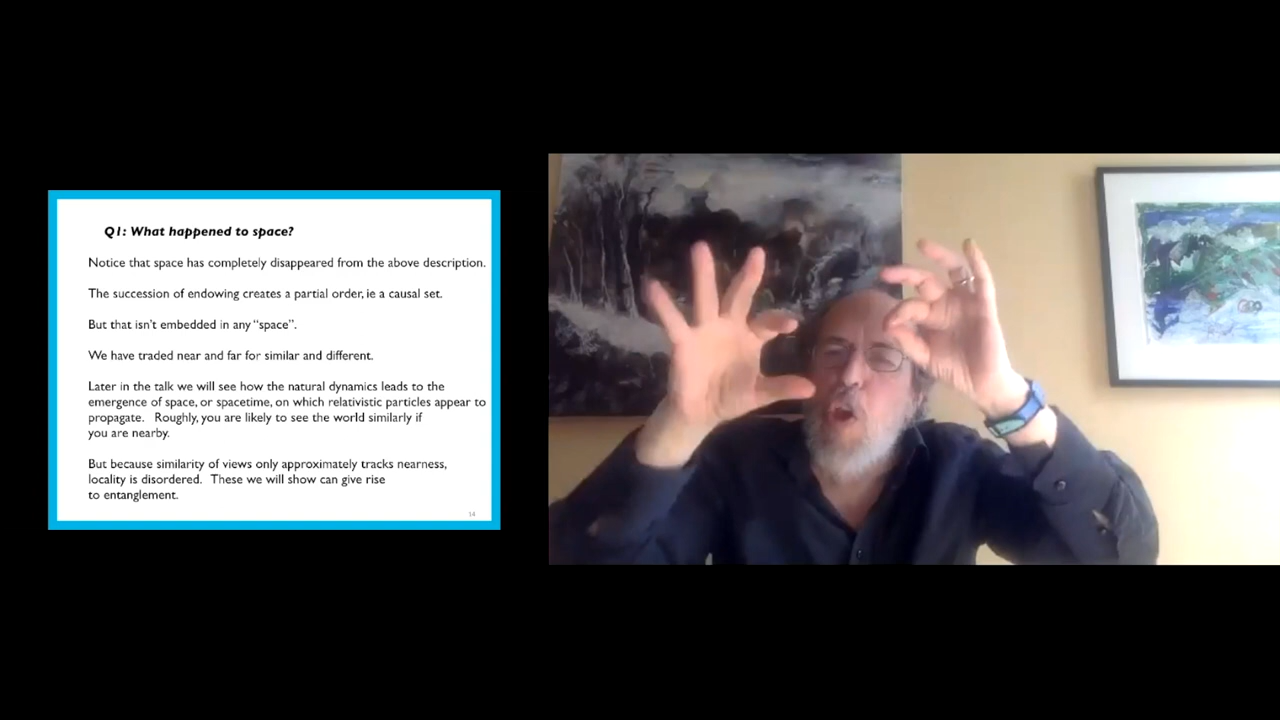 Q1: What happened to space?
Notice that space has completely disappeared from the above description.
The succession of endowing creates a partial order, ie a causal set.
But that isn't embedded in any "space".
We have traded near and far for similar and different.
Later in the talk we will see how the natural dynamics leads to the
emergence of space, or spacetime, on which relativistic particles appear to
propagate. Roughly, you are likely to see the world similarly if
you are nearby.
But because similarity of views only approximately tracks nearness,
locality is disordered. These we will show can give rise
to entanglement.
14